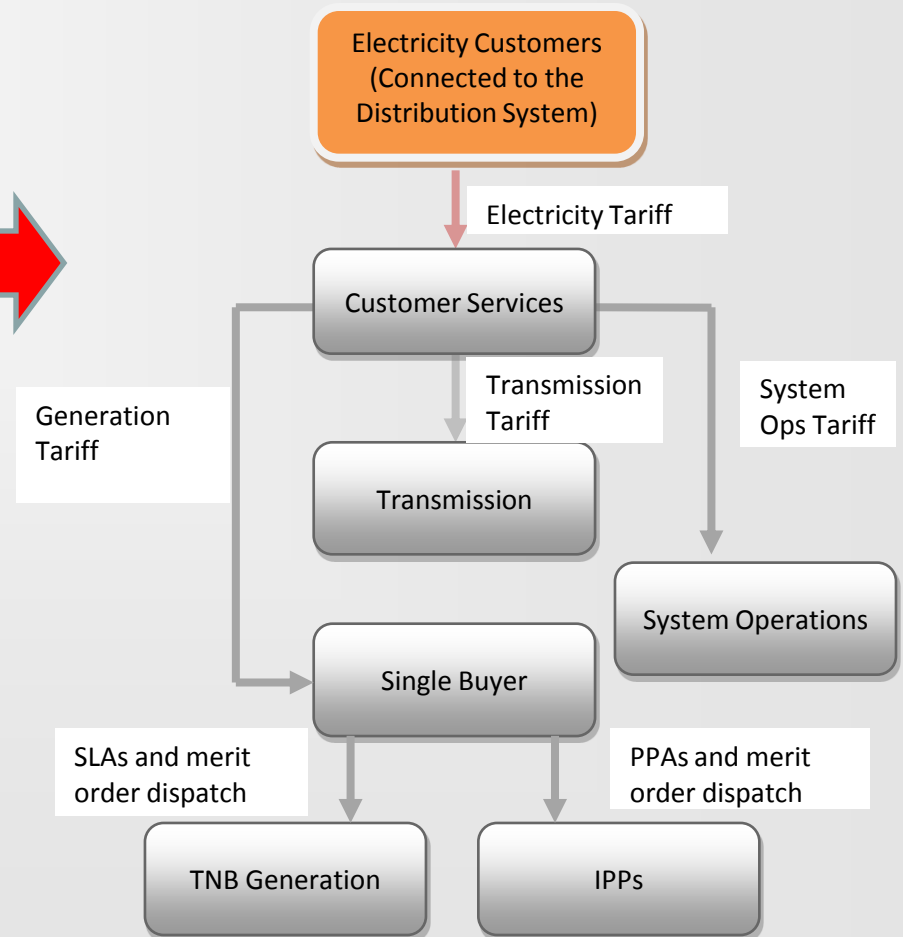 Electricity Customers
(Connected to the
Distribution System)
Electricity Tariff
Customer Services
Generation
Tariff
Transmission
Tariff
System
Ops Tariff
Transmission
System Operations
Single Buyer
SLAs and merit
order dispatch
PPAs and merit
order dispatch
TNB Generation
IPPs